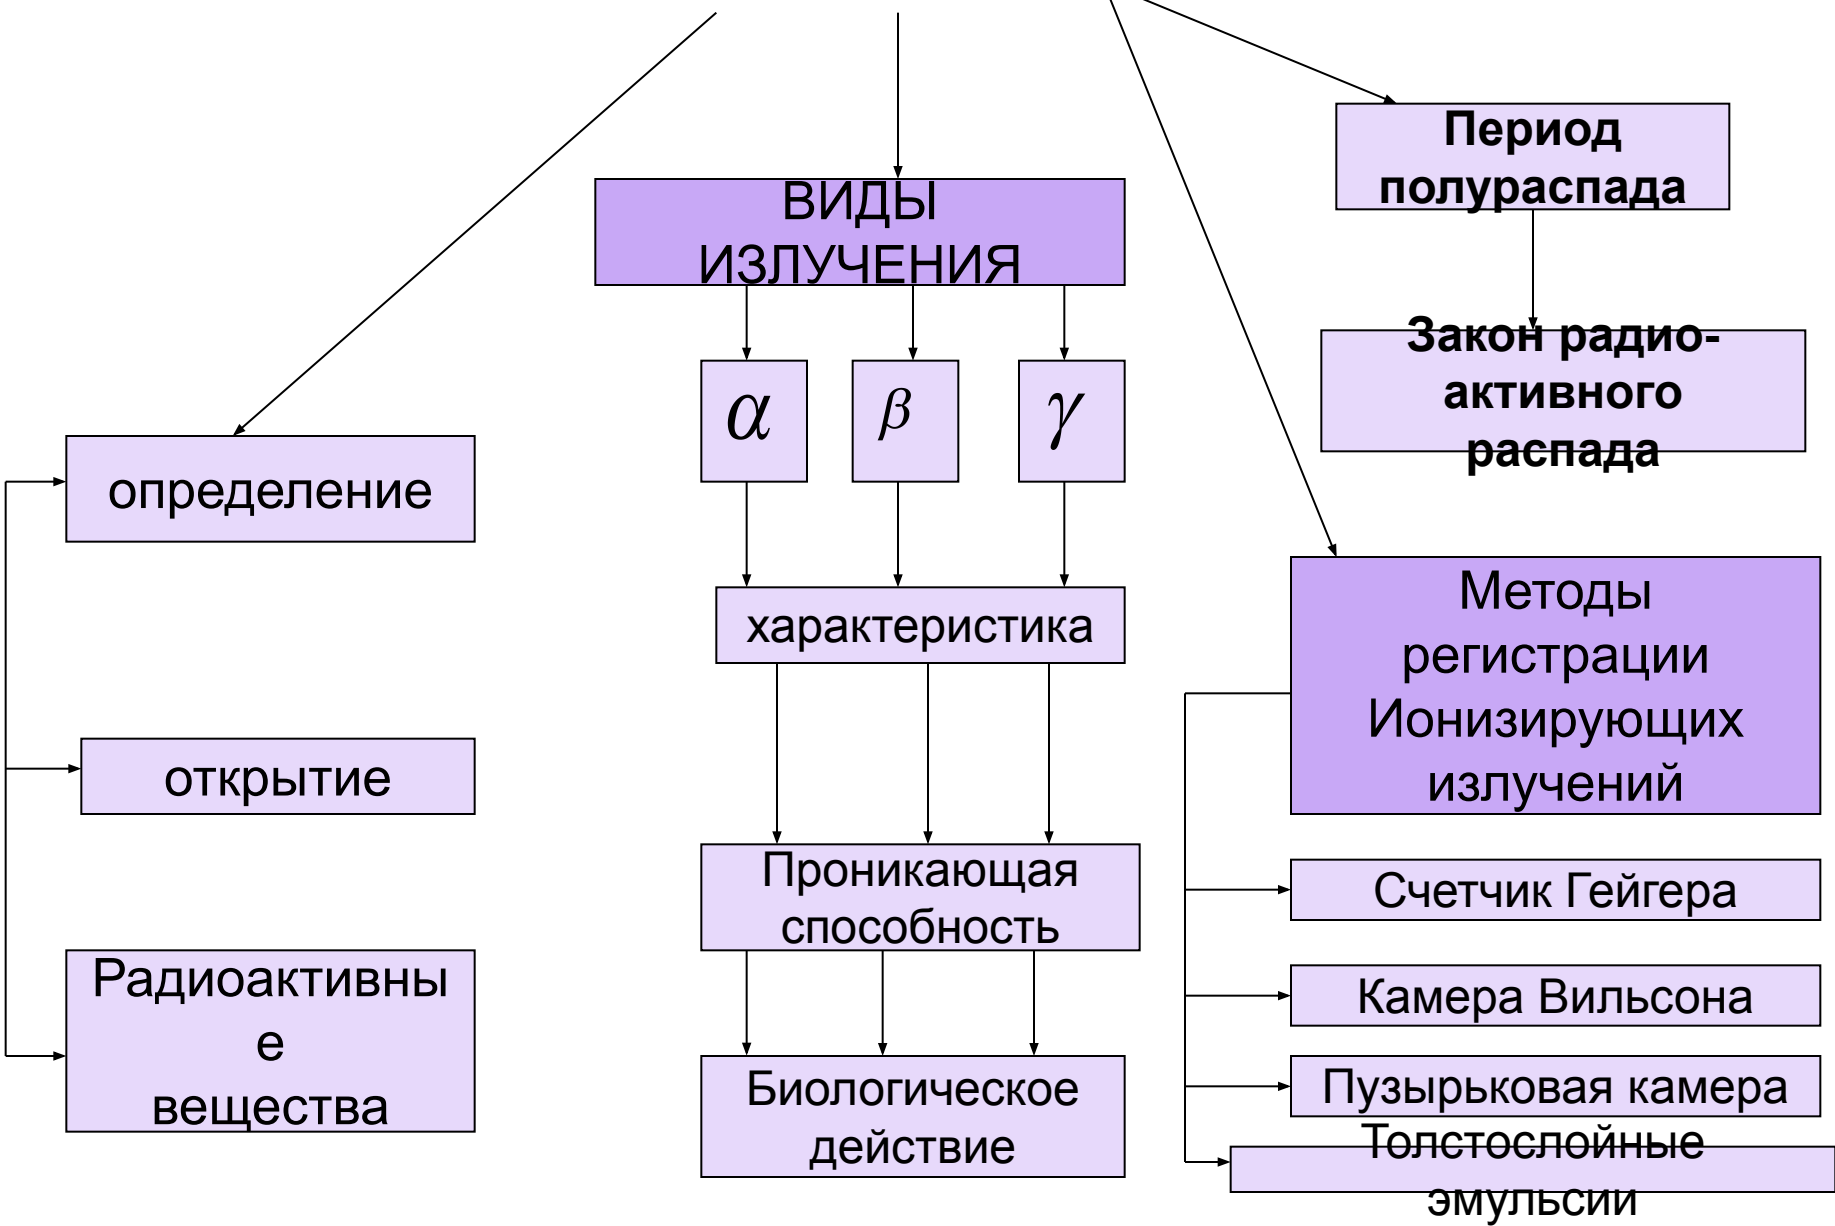 определение
открытие
Радиоактивны
е
вещества
ВИДЫ
ИЗЛУЧЕНИЯ
α
β
γ
характеристика
Проникающая
способность
Биологическое
действие
Период
полураспада
Закон радио-
активного
распада
Методы
регистрации
Ионизирующих
излучений
Счетчик Гейгера
Камера Вильсона
Пузырьковая камера
Толстослойные
эмульсии